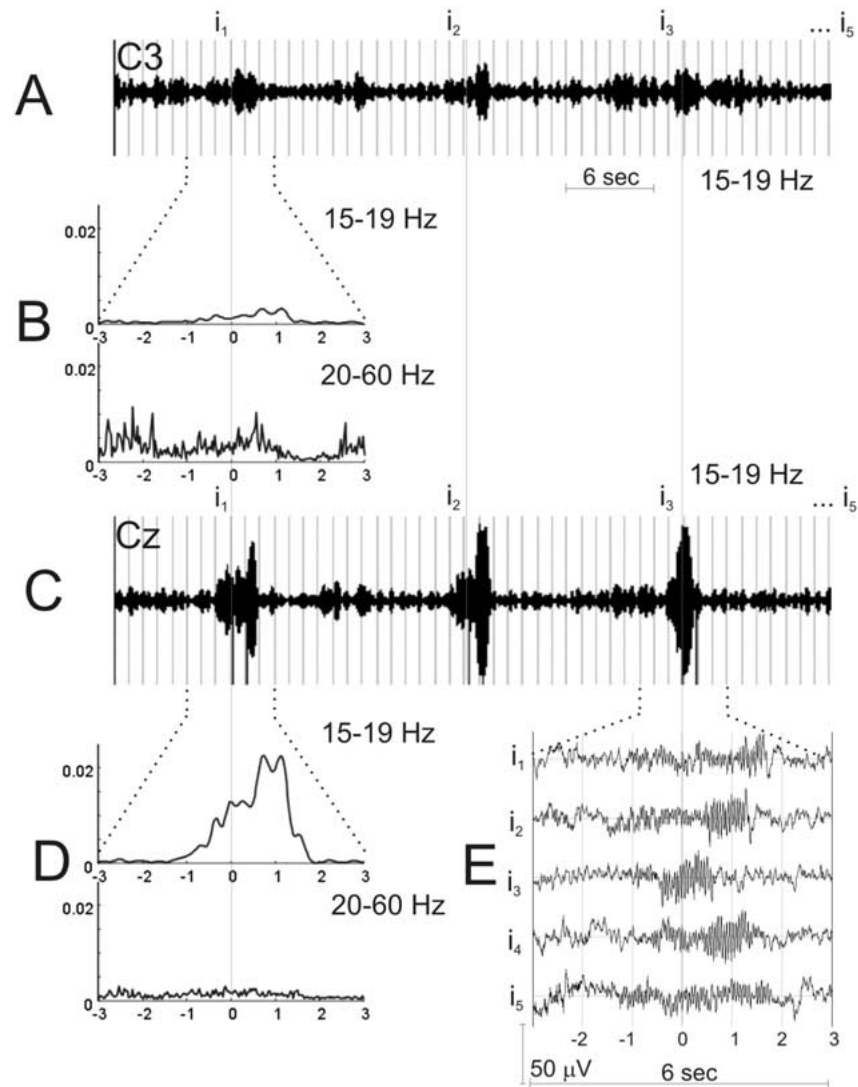 i1 i2 i3 ... i5
C3
A
6 sec 15-19 Hz
15-19 Hz
0.02
B
0
-3 -2 -1 0 1 2 3
20-60 Hz
0.02
0
-3 -2 -1 0 1 2 3
15-19 Hz
i1 i2 i3 ... i5
Cz
C
15-19 Hz
0.02
D
0
-3 -2 -1 0 1 2 3
20-60 Hz
0.02
0
-3 -2 -1 0 1 2 3
E
i1
i2
i3
i4
i5
-2 -1 0 1 2 3
50 μV 6 sec